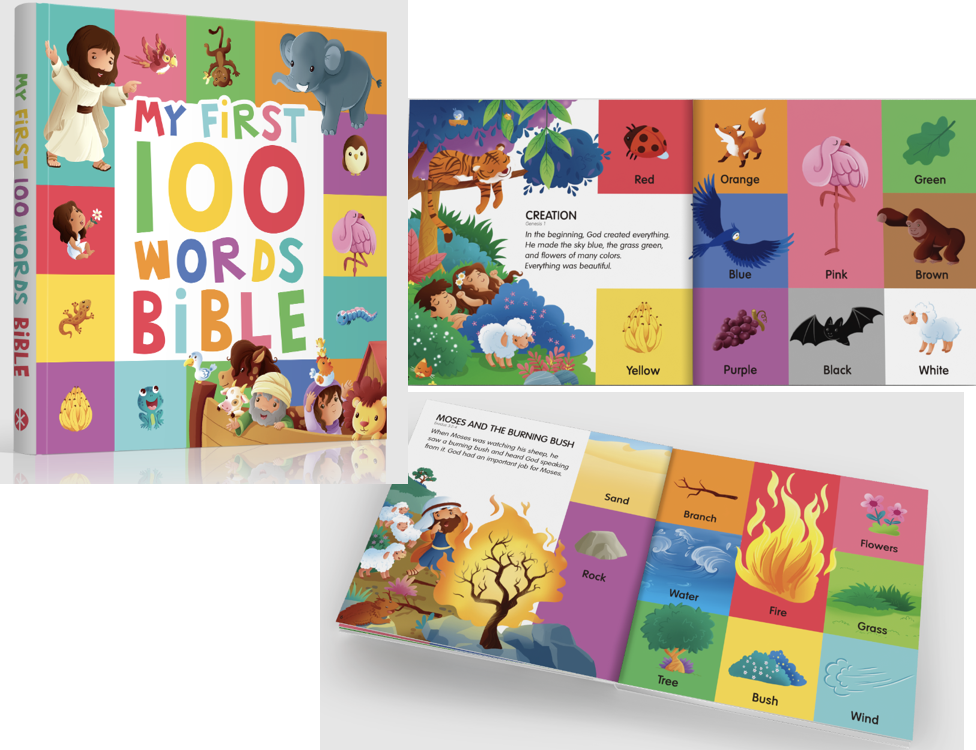 MY FiRST 100 WORDS BiBLE
MY FiRST
100
WORDS
BiBLE
CREATION
Genesis 1
In the beginning, God created everything.
He made the sky blue, the grass green,
and flowers of many colors.
Everything was beautiful.
Red
Orange
Green
Blue
Pink
Brown
Yellow
Purple
Black
White
MOSES AND THE BURNING BUSH
When Moses was watching his sheep, he
saw a burning bush and heard God speaking
from it. God had an important job for Moses.
Sand
Rock
Branch
Flowers
Water
Fire
Grass
Tree
Bush
Wind